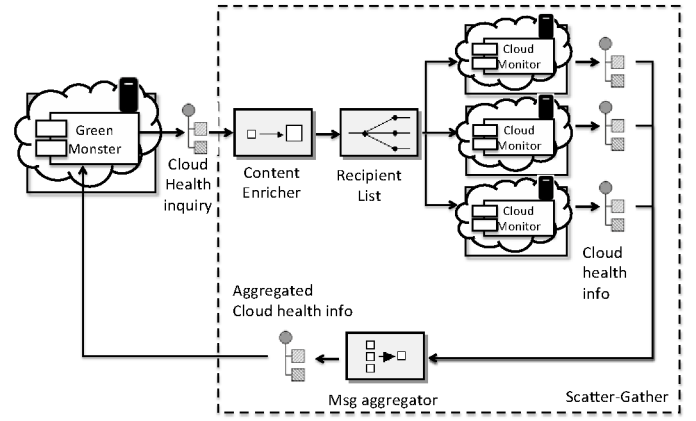 Green
Monster
Cloud
Health
inquiry
Content
Enricher
Recipient
List
Cloud
Monitor
Cloud
Monitor
Cloud
Monitor
Cloud
health
info
Aggregated
Cloud health info
Msg aggregator
Scatter-Gather